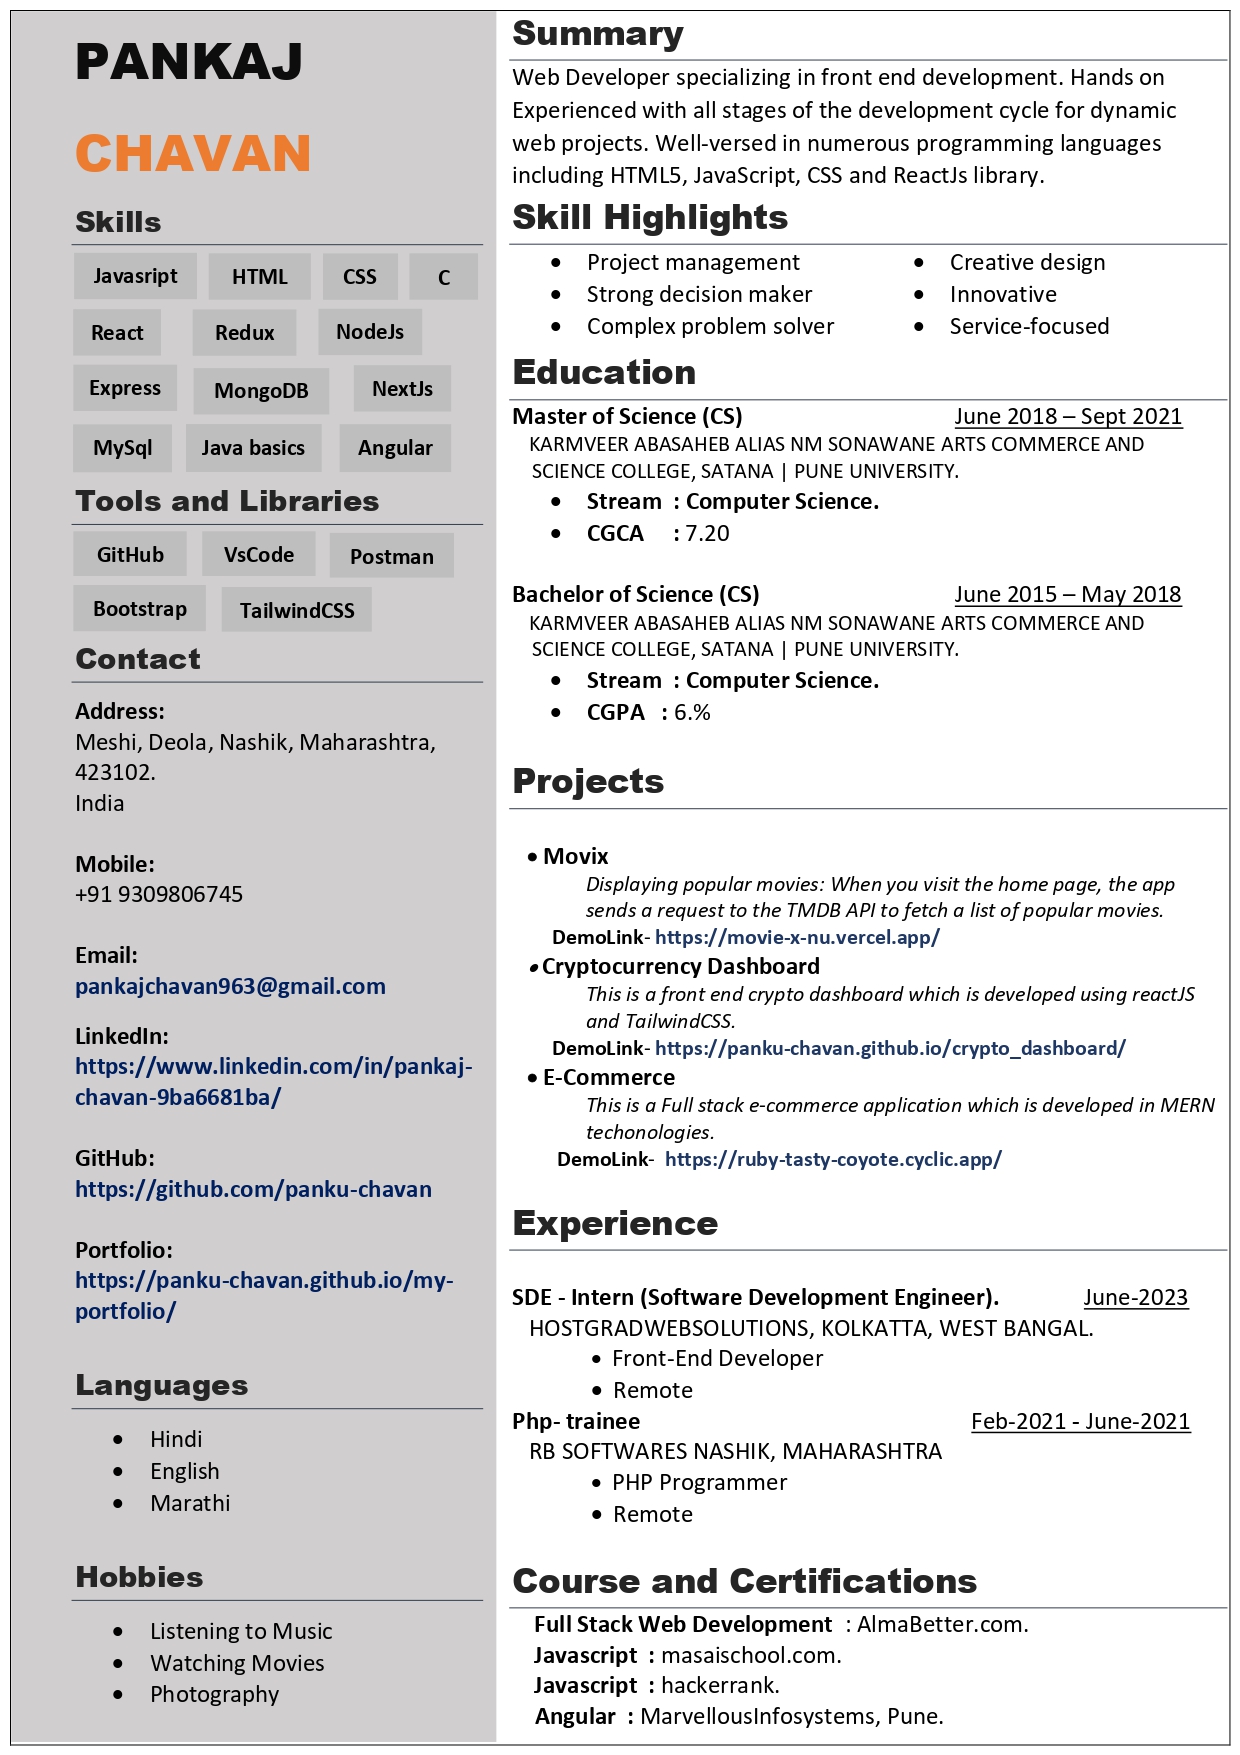 PANKAJ
CHAVAN
Skills
Javasript HTML CSS C
React Redux NodeJs
Express MongoDB NextJs
MySql Java basics Angular
Tools and Libraries
GitHub VsCode Postman
Bootstrap TailwindCSS
Contact
Address:
Meshi, Deola, Nashik, Maharashtra,
423102.
India
Mobile:
+91 9309806745
Email:
pankajchavan963@gmail.com
LinkedIn:
https://www.linkedin.com/in/pankaj-
chavan-9ba6681ba/
GitHub:
https://github.com/panku-chavan
Portfolio:
https://panku-chavan.github.io/my-
portfolio/
Languages
• Hindi
• English
• Marathi
Hobbies
• Listening to Music
• Watching Movies
• Photography
Summary
Web Developer specializing in front end development. Hands on
Experienced with all stages of the development cycle for dynamic
web projects. Well-versed in numerous programming languages
including HTML5, JavaScript, CSS and ReactJs library.
Skill Highlights
• Project management
• Strong decision maker
• Complex problem solver
• Creative design
• Innovative
• Service-focused
Education
Master of Science (CS) June 2018 – Sept 2021
KARMVEER ABASAHEB ALIAS NM SONAWANE ARTS COMMERCE AND
SCIENCE COLLEGE, SATANA | PUNE UNIVERSITY.
• Stream : Computer Science.
• CGCA : 7.20
Bachelor of Science (CS) June 2015 – May 2018
KARMVEER ABASAHEB ALIAS NM SONAWANE ARTS COMMERCE AND
SCIENCE COLLEGE, SATANA | PUNE UNIVERSITY.
• Stream : Computer Science.
• CGPA : 6.%
Projects
• Movix
Displaying popular movies: When you visit the home page, the app
sends a request to the TMDB API to fetch a list of popular movies.
DemoLink- https://movie-x-nu.vercel.app/
• Cryptocurrency Dashboard
This is a front end crypto dashboard which is developed using reactJS
and TailwindCSS.
DemoLink- https://panku-chavan.github.io/crypto_dashboard/
• E-Commerce
This is a Full stack e-commerce application which is developed in MERN
techonologies.
DemoLink- https://ruby-tasty-coyote.cyclic.app/
Experience
SDE - Intern (Software Development Engineer). June-2023
HOSTGRADWEBSOLUTIONS, KOLKATTA, WEST BANGAL.
• Front-End Developer
• Remote
Php- trainee Feb-2021 - June-2021
RB SOFTWARES NASHIK, MAHARASHTRA
• PHP Programmer
• Remote
Course and Certifications
Full Stack Web Development : AlmaBetter.com.
Javascript : masaischool.com.
Javascript : hackerrank.
Angular : MarvellousInfosystems, Pune.